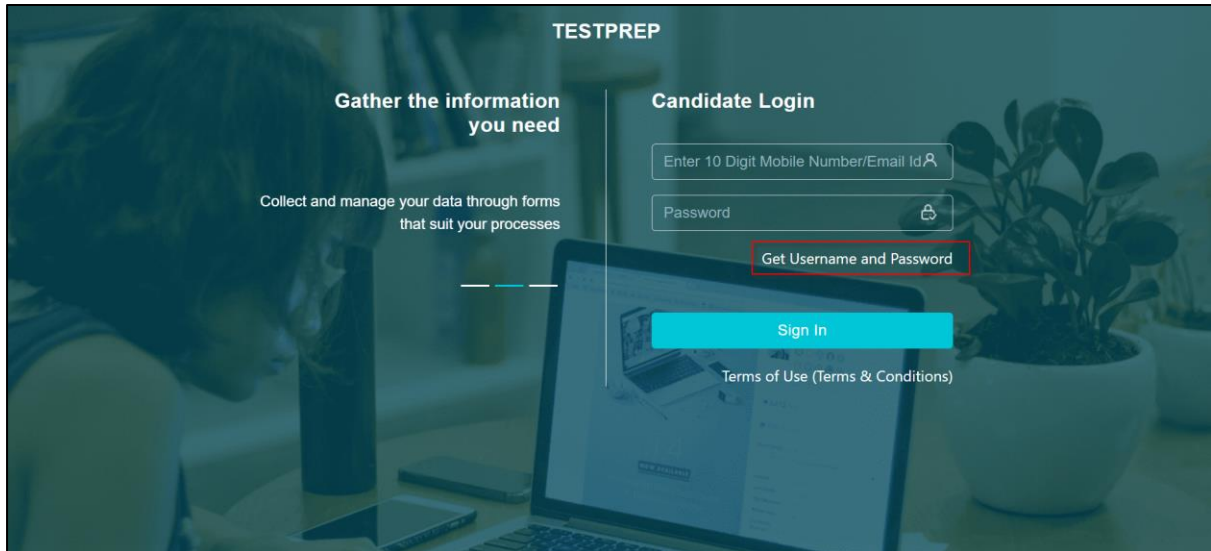 TESTPREP
Gather the information
you need
Collect and manage your data through forms
that suit your processes
Candidate Login
Enter 10 Digit Mobile Number/Email Id
Password
Get Username and Password
Sign In
Terms of Use (Terms & Conditions)